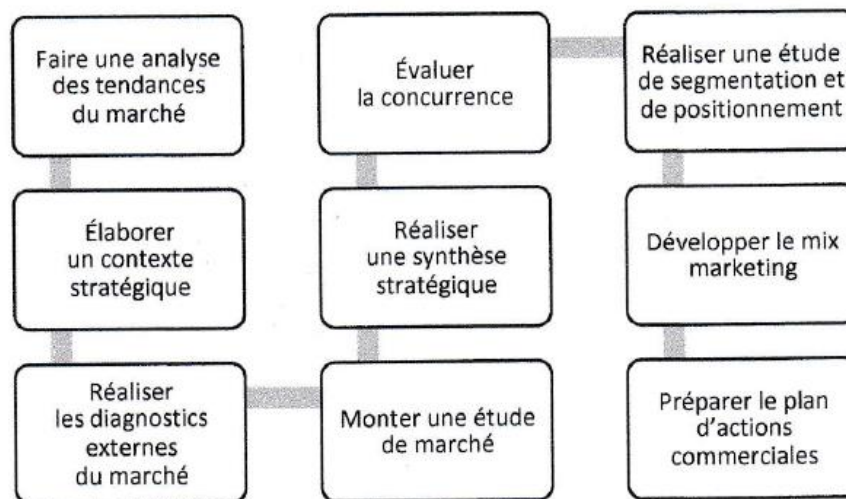 Faire une analyse
des tendances
du marché
Élaborer
un contexte
stratégique
Réaliser
les diagnostics
externes
du marché
Monter une étude
de marché
Réaliser
une synthèse
stratégique
Évaluer
la concurrence
Réaliser une étude
de segmentation et
de positionnement
Développer le mix
marketing
Préparer le plan
d'actions
commerciales